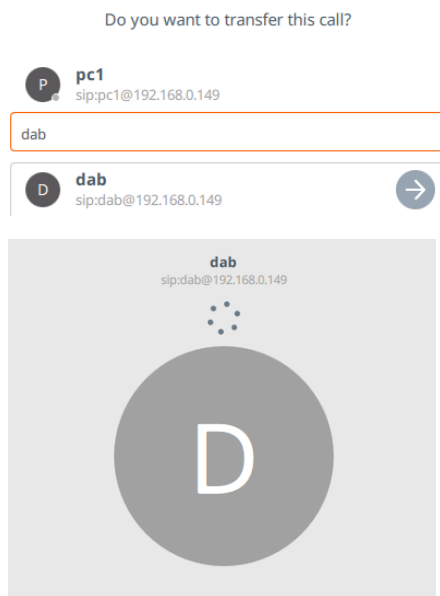 Do you want to transfer this call?
P
pc1
sip:pc1@192.168.0.149
dab
D
dab
sip:dab@192.168.0.149
dab
sip:dab@192.168.0.149
D